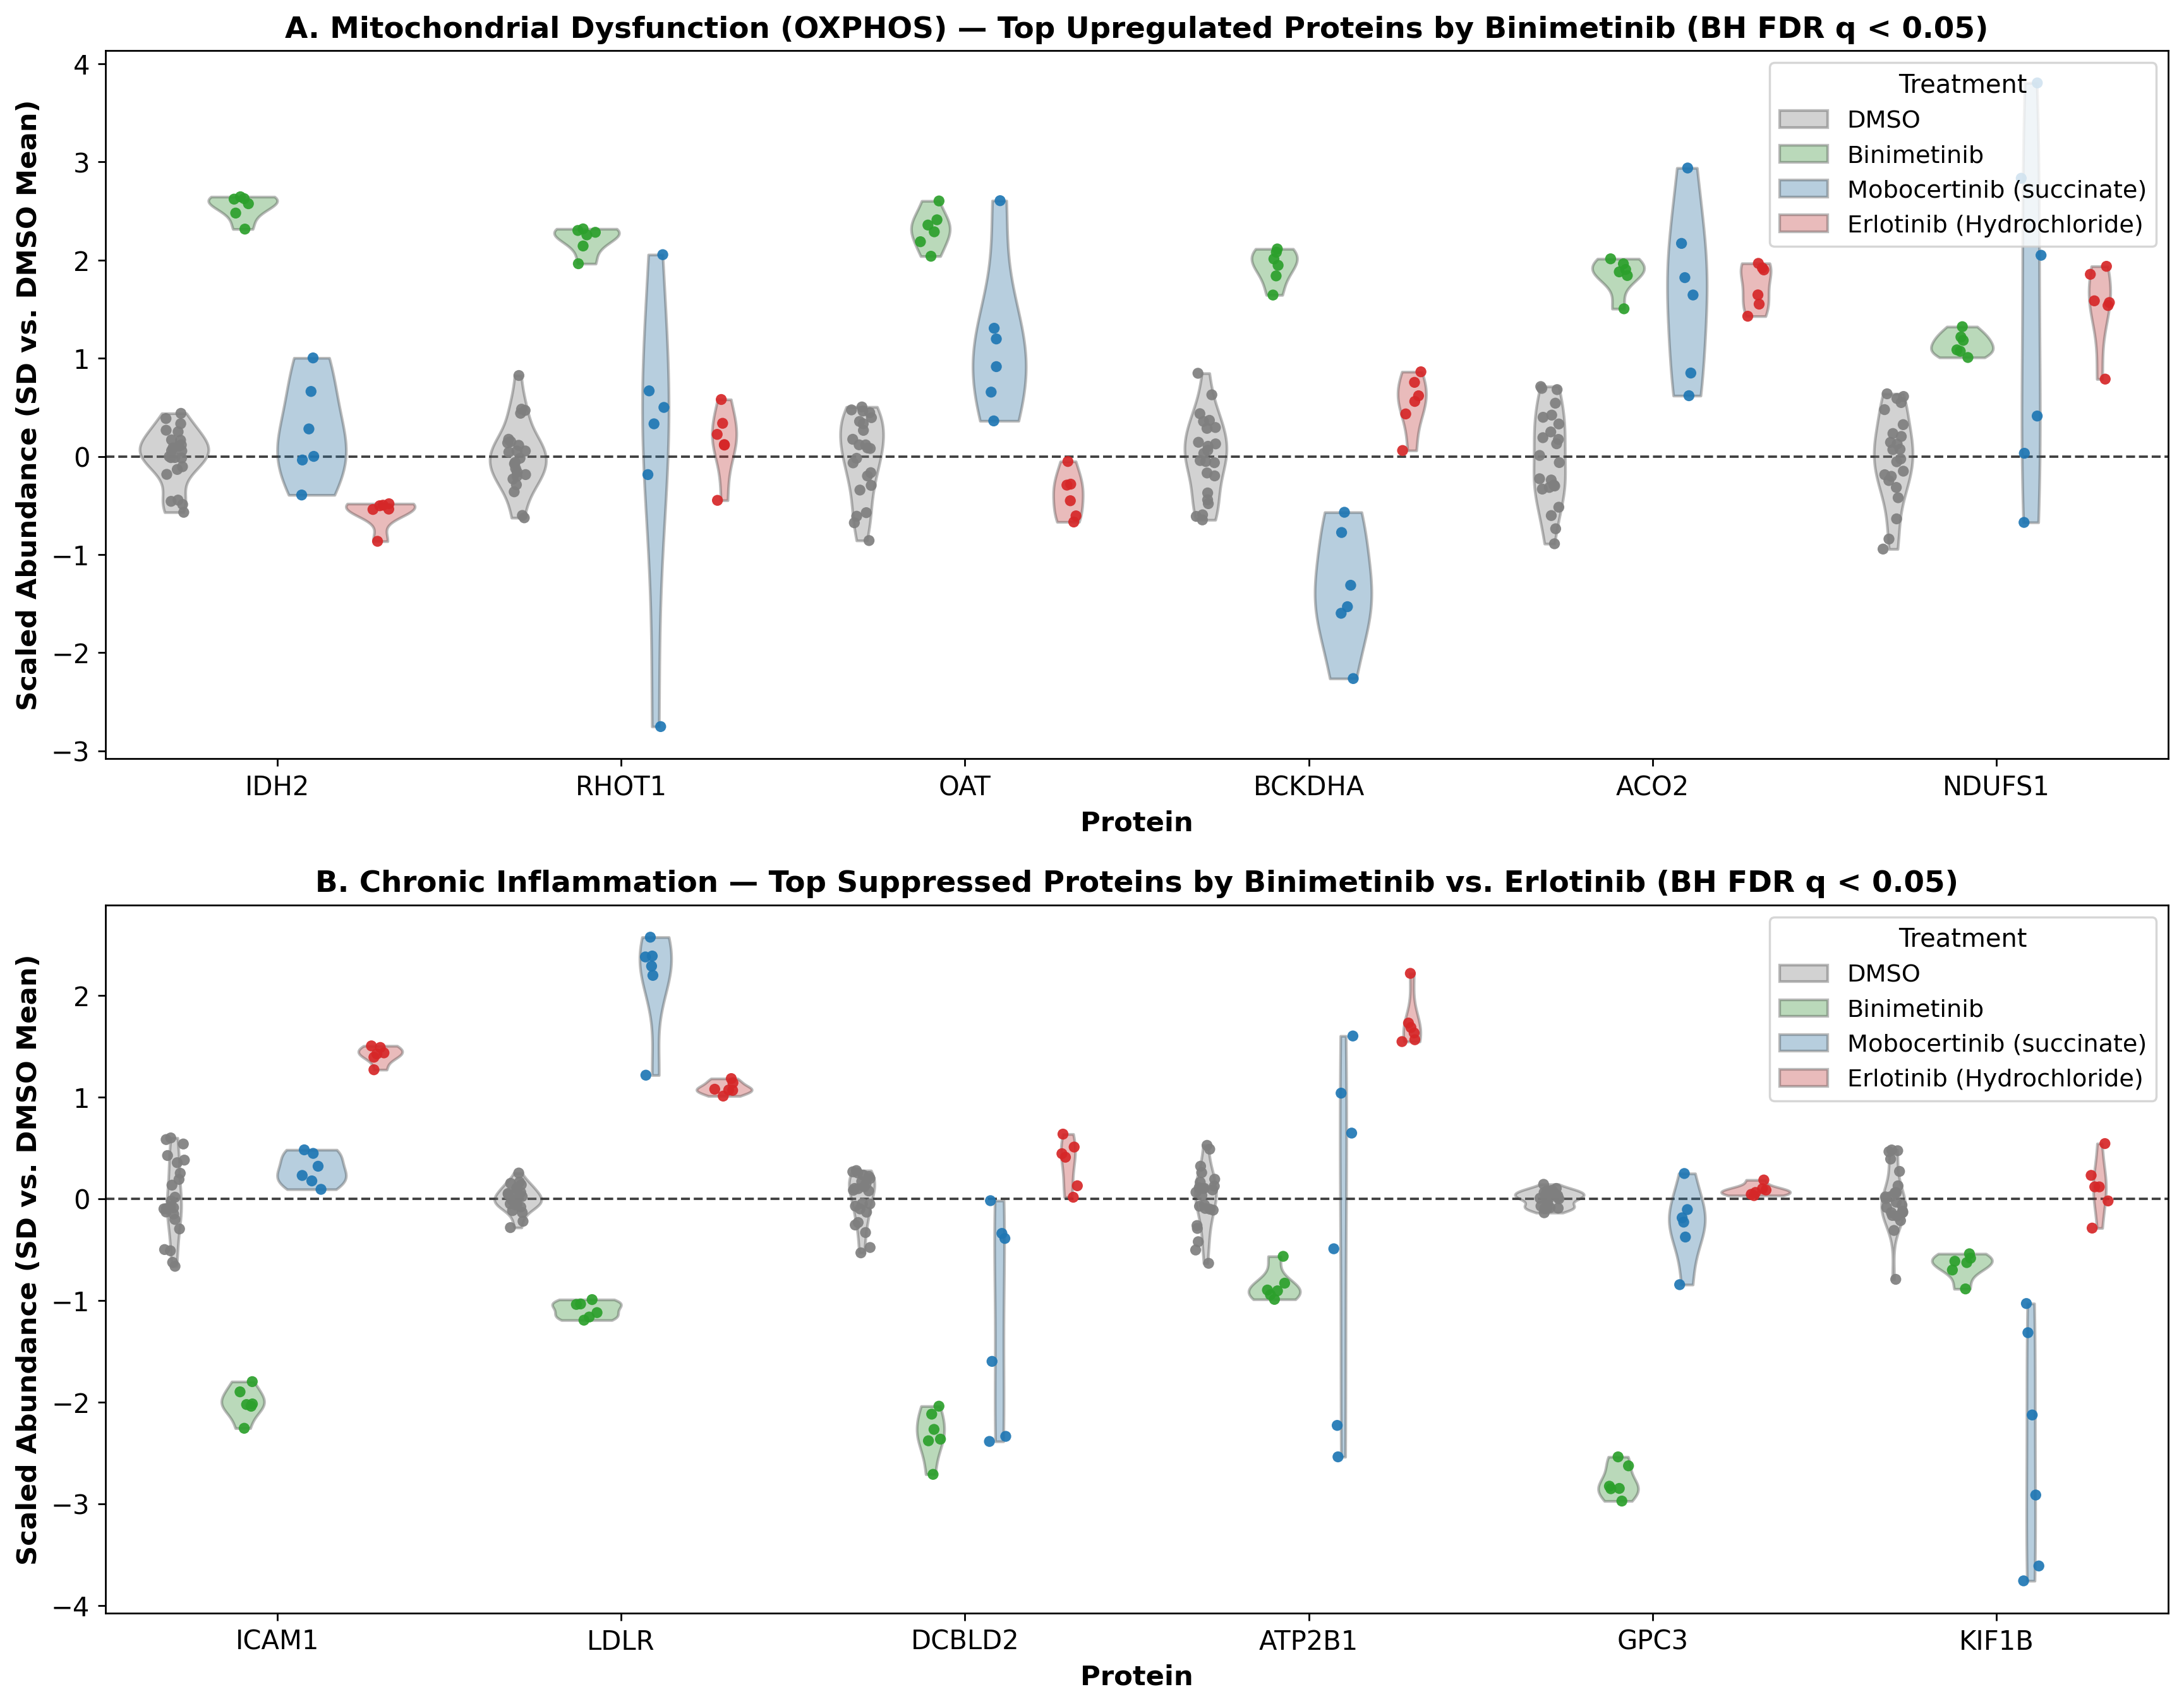 A. Mitochondrial Dysfunction (OXPHOS) — Top Upregulated Proteins by Binimetinib (BH FDR q < 0.05)
Scaled Abundance (SD vs. DMSO Mean)
4
3
2
1
0
−1
−2
−3
Treatment
DMSO
Binimetinib
Mobocertinib (succinate)
Erlotinib (Hydrochloride)
IDH2 RHOT1 OAT BCKDHA ACO2 NDUFS1
Protein
B. Chronic Inflammation — Top Suppressed Proteins by Binimetinib vs. Erlotinib (BH FDR q < 0.05)
Scaled Abundance (SD vs. DMSO Mean)
2
1
0
−1
−2
−3
−4
Treatment
DMSO
Binimetinib
Mobocertinib (succinate)
Erlotinib (Hydrochloride)
ICAM1 LDLR DCBLD2 ATP2B1 GPC3 KIF1B
Protein